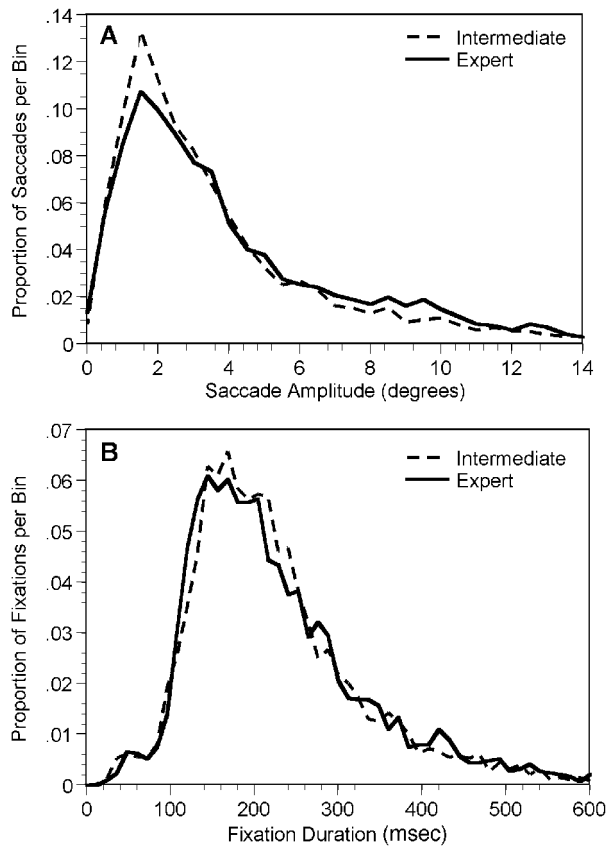 A
Intermediate
Expert
Proportion of Saccades per Bin
.14
.12
.10
.08
.06
.04
.02
0
0 2 4 6 8 10 12 14
Saccade Amplitude (degrees)
B
Intermediate
Expert
Proportion of Fixations per Bin
.07
.06
.05
.04
.03
.02
.01
0
0 100 200 300 400 500 600
Fixation Duration (msec)